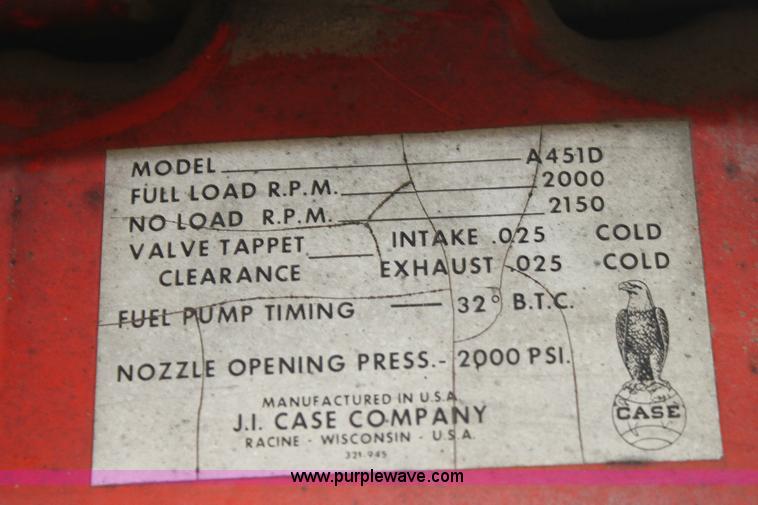 MODEL A451D
FULL LOAD R.P.M. 2000
NO LOAD R.P.M. 2150
VALVE TAPPET INTAKE .025 COLD
CLEARANCE EXHAUST .025 COLD
FUEL PUMP TIMING — 32° B.T.C.
NOZZLE OPENING PRESS.- 2000 PSI.
MANUFACTURED IN U.S.A.
J.I. CASE COMPANY
RACINE - WISCONSIN - U.S.A.
321-945
CASE
www.purplewave.com